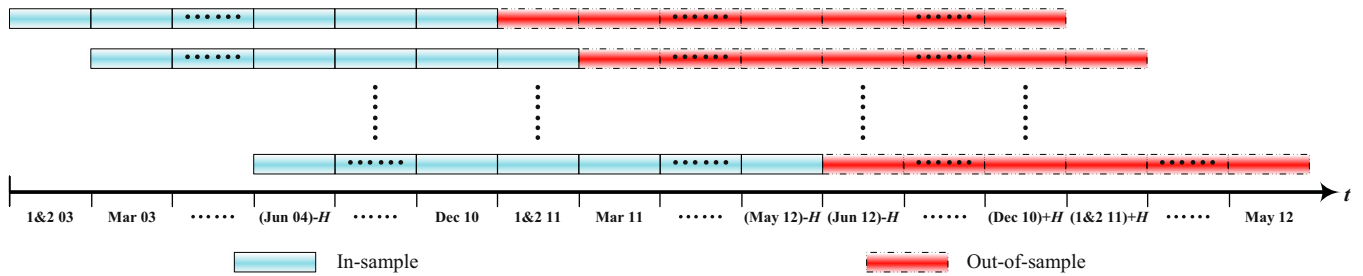 1&2 03 Mar 03 ······ (Jun 04)-H ······ Dec 10 1&2 11 Mar 11 ······ (May 12)-H (Jun 12)-H ······ (Dec 10)+H (1&2 11)+H ······ May 12 t
In-sample Out-of-sample